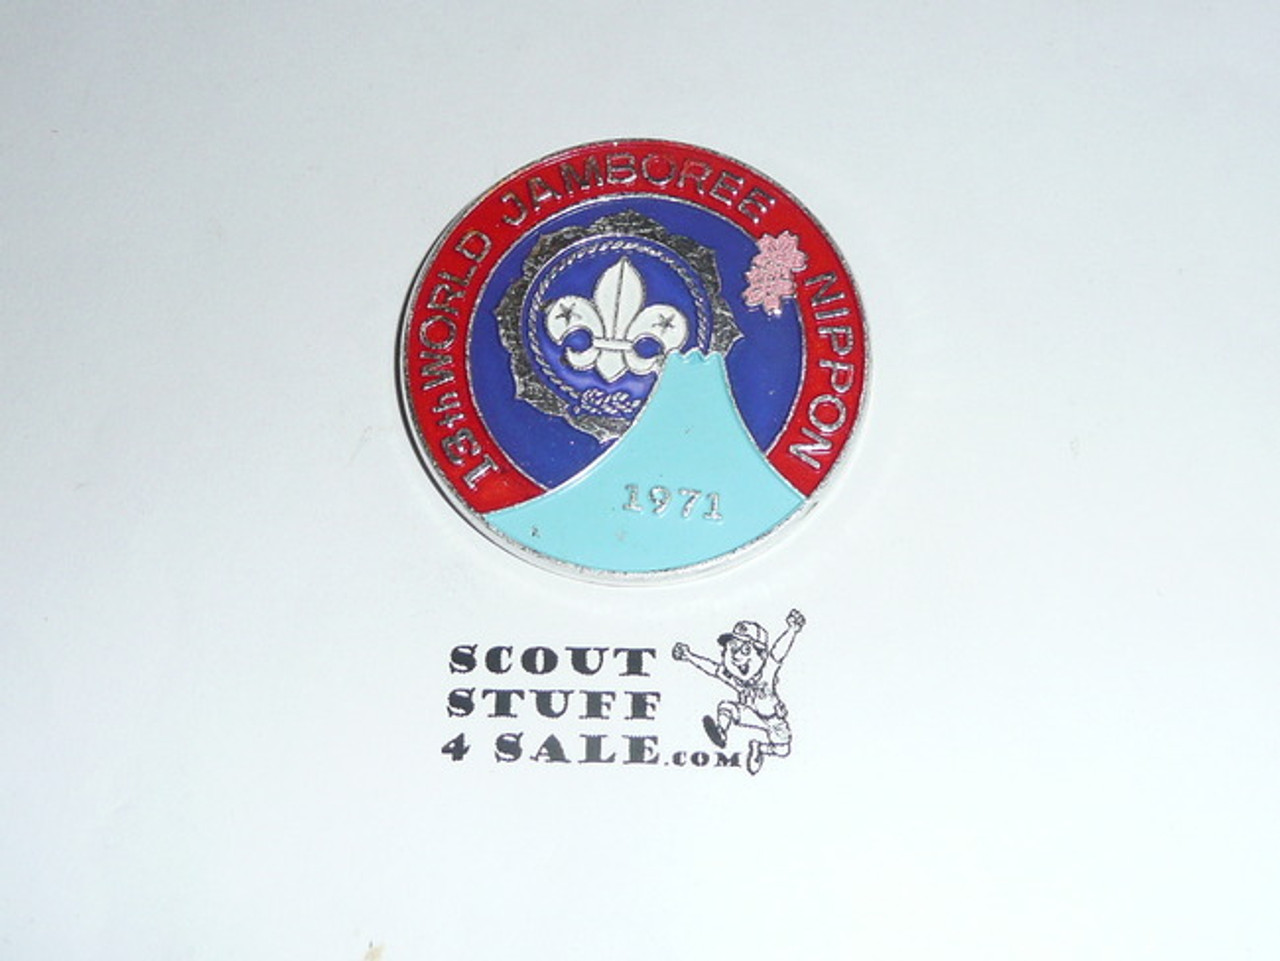 13th WORLD JAMBOREE NIPPON
1971
SCOUT
STUFF
4 SALE.COM